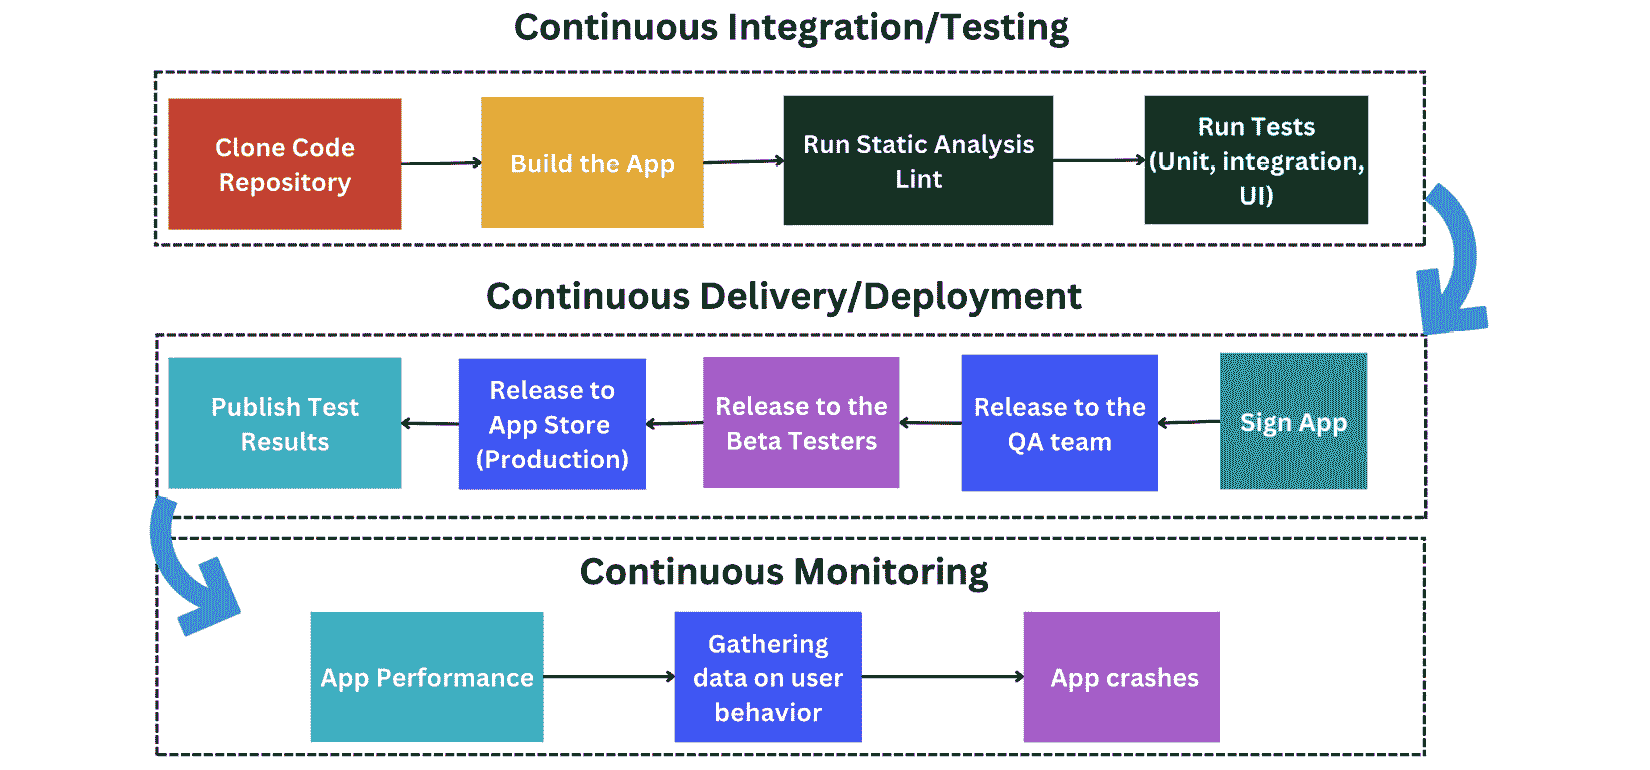 Continuous Integration/Testing
Clone Code
Repository
Build the App
Run Static Analysis
Lint
Run Tests
(Unit, integration,
UI)
Continuous Delivery/Deployment
Publish Test
Results
Release to
App Store
(Production)
Release to the
Beta Testers
Release to the
QA team
Sign App
Continuous Monitoring
App Performance
Gathering
data on user
behavior
App crashes